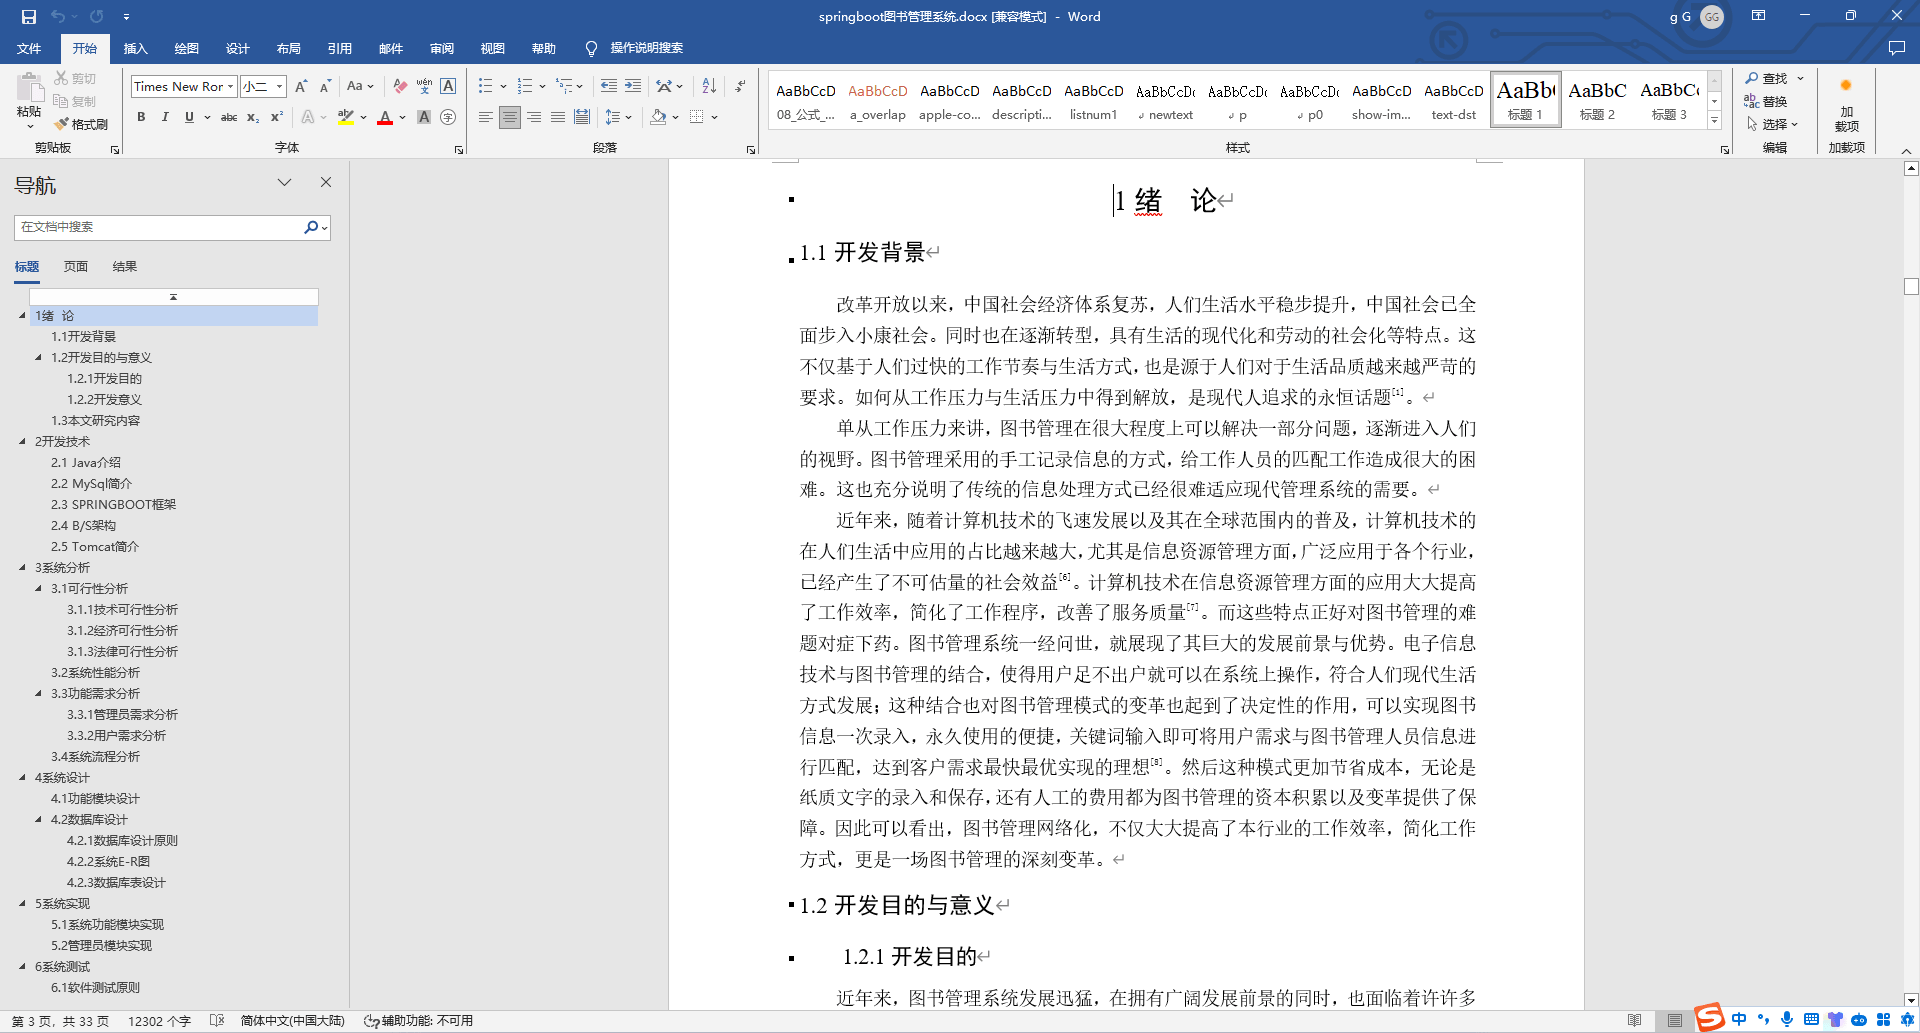 springboot图书管理系统.docx [兼容模式] - Word
g G
GG
文件 开始 插入 绘图 设计 布局 引用 邮件 审阅 视图 帮助 操作说明搜索
粘贴
剪切
复制
格式刷
剪贴板
Times New Ror 小二
字体
段落
AaBbCcD AaBbCcD AaBbCcD AaBbCcD AaBbCcD AaBbCcDc AaBbCcDc AaBbCcDc AaBbCcD AaBbCcD AaBb( AaBbC AaBbC
08_公式_... a_overlap apple-co... descripti... listnum1 newtext p p0 show-im... text-dst 标题 1 标题 2 标题 3
样式
查找
替换
选择
编辑
加
载项
加载项
导航
在文档中搜索
标题 页面 结果
1绪 论
1.1开发背景
1.2开发目的与意义
1.2.1开发目的
1.2.2开发意义
1.3本文研究内容
2开发技术
2.1 Java介绍
2.2 MySql简介
2.3 SPRINGBOOT框架
2.4 B/S架构
2.5 Tomcat简介
3系统分析
3.1可行性分析
3.1.1技术可行性分析
3.1.2经济可行性分析
3.1.3法律可行性分析
3.2系统性能分析
3.3功能需求分析
3.3.1管理员需求分析
3.3.2用户需求分析
3.4系统流程分析
4系统设计
4.1功能模块设计
4.2数据库设计
4.2.1数据库设计原则
4.2.2系统E-R图
4.2.3数据库表设计
5系统实现
5.1系统功能模块实现
5.2管理员模块实现
6系统测试
6.1软件测试原则
1 绪 论
1.1 开发背景
改革开放以来，中国社会经济体系复苏，人们生活水平稳步提升，中国社会已全
面步入小康社会。同时也在逐渐转型，具有生活的现代化和劳动的社会化等特点。这
不仅基于人们过快的工作节奏与生活方式，也是源于人们对于生活品质越来越严苛的
要求。如何从工作压力与生活压力中得到解放，是现代人追求的永恒话题[1]。
单从工作压力来讲，图书管理在很大程度上可以解决一部分问题，逐渐进入人们
的视野。图书管理采用的手工记录信息的方式，给工作人员的匹配工作造成很大的困
难。这也充分说明了传统的信息处理方式已经很难适应现代管理系统的需要。
近年来，随着计算机技术的飞速发展以及其在全球范围内的普及，计算机技术的
在人们生活中应用的占比越来越大，尤其是信息资源管理方面，广泛应用于各个行业，
已经产生了不可估量的社会效益[6]。计算机技术在信息资源管理方面的应用大大提高
了工作效率，简化了工作程序，改善了服务质量[7]。而这些特点正好对图书管理的难
题对症下药。图书管理系统一经问世，就展现了其巨大的发展前景与优势。电子信息
技术与图书管理的结合，使得用户足不出户就可以在系统上操作，符合人们现代生活
方式发展；这种结合也对图书管理模式的变革也起到了决定性的作用，可以实现图书
信息一次录入，永久使用的便捷，关键词输入即可将用户需求与图书管理人员信息进
行匹配，达到客户需求最快最优实现的理想[8]。然后这种模式更加节省成本，无论是
纸质文字的录入和保存，还有人工的费用都为图书管理的资本积累以及变革提供了保
障。因此可以看出，图书管理网络化，不仅大大提高了本行业的工作效率，简化工作
方式，更是一场图书管理的深刻变革。
1.2 开发目的与意义
1.2.1 开发目的
近年来，图书管理系统发展迅猛，在拥有广阔发展前景的同时，也面临着许许多
第 3 页，共 33 页 12302 个字 简体中文(中国大陆) 辅助功能: 不可用
中